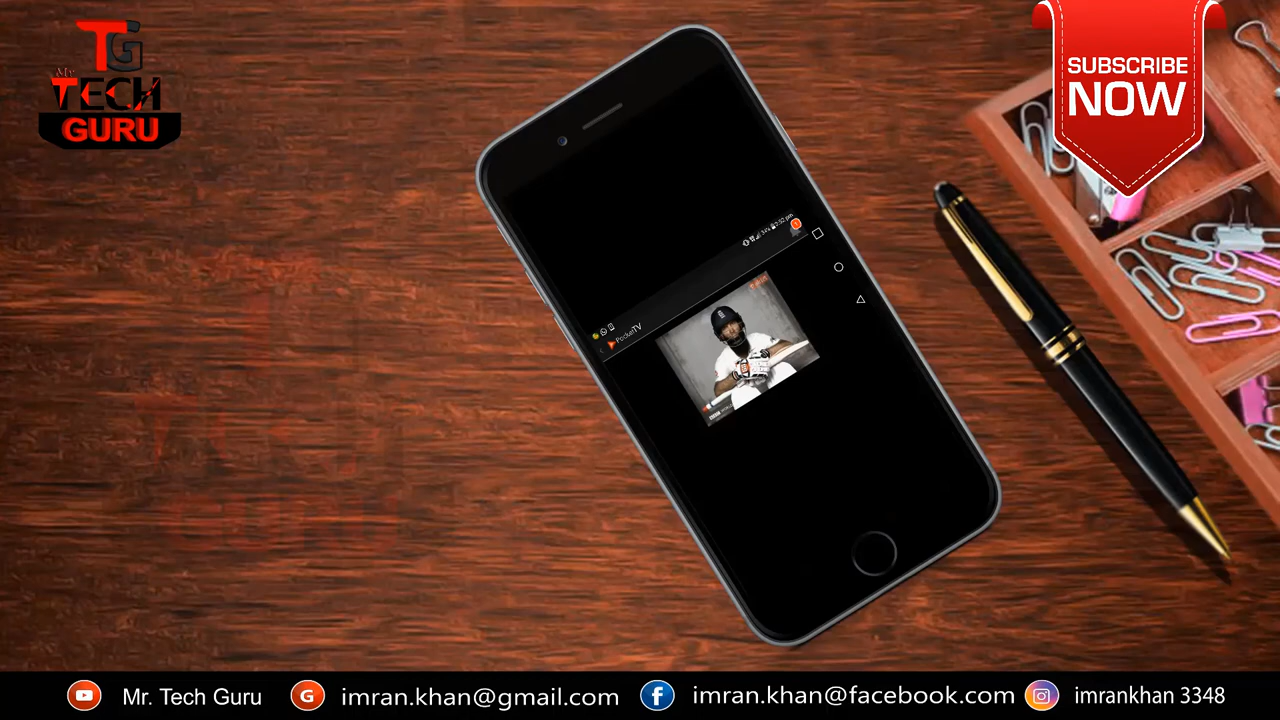 TG
Mr
TECH
GURU
SUBSCRIBE
NOW
PocketTV
Mr. Tech Guru
G
imran.khan@gmail.com
imran.khan@facebook.com
imrankhan 3348